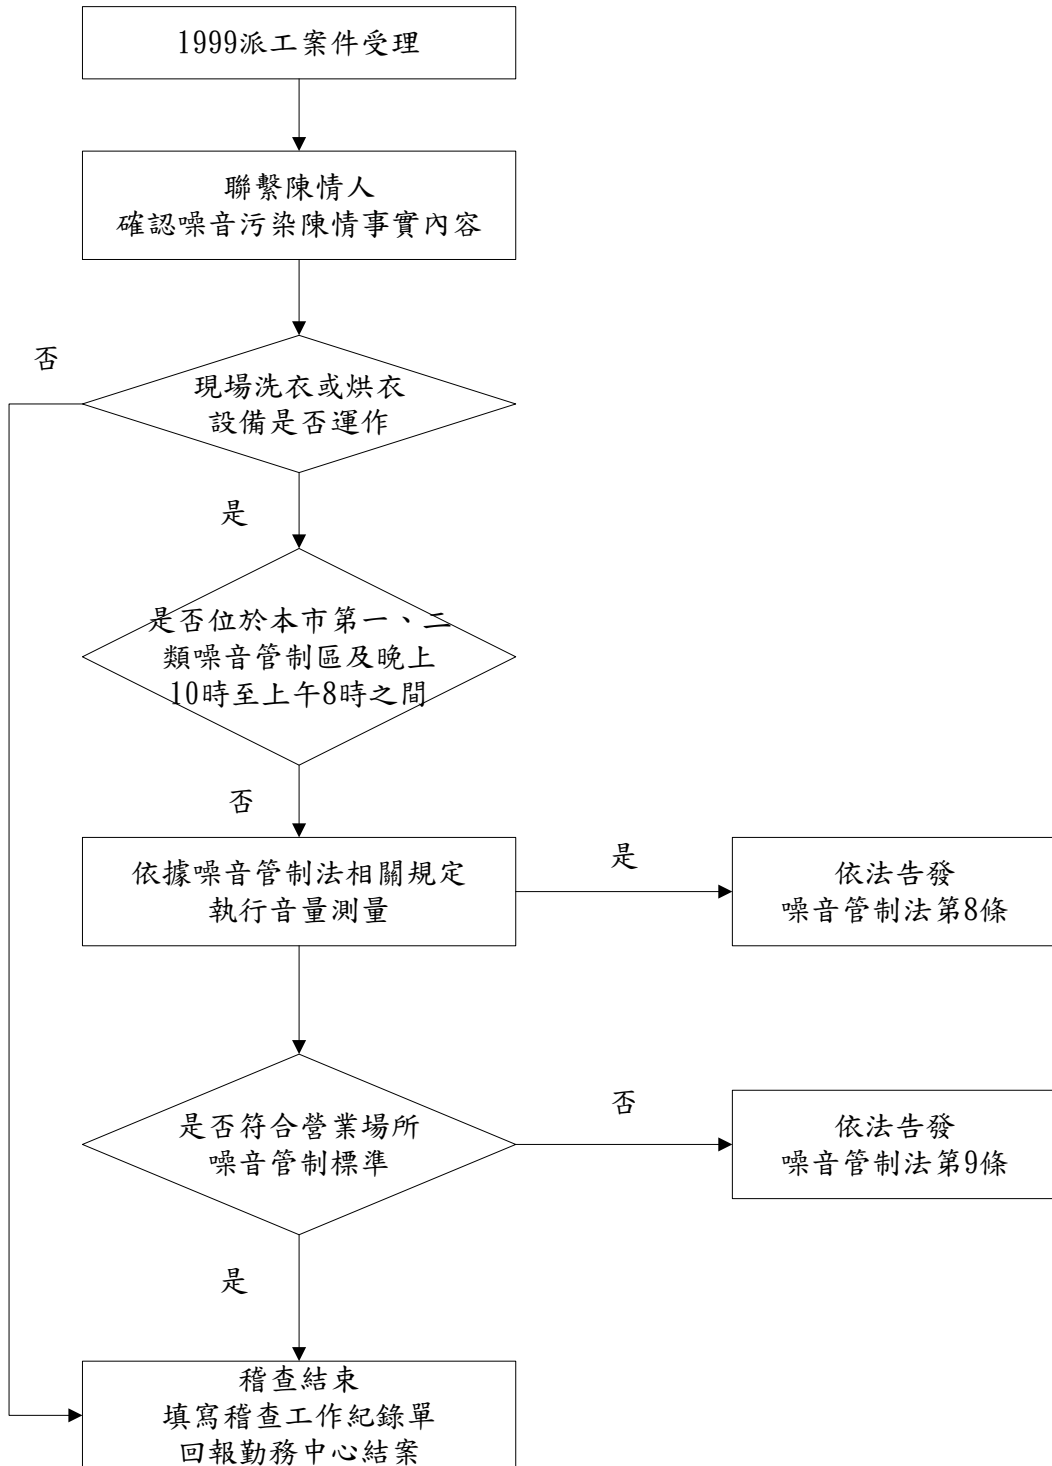 1999派工案件受理
聯繫陳情人
確認噪音污染陳情事實內容
否
現場洗衣或烘衣
設備是否運作
是
是否位於本市第一、二
類噪音管制區及晚上
10時至上午8時之間
否
依據噪音管制法相關規定
執行音量測量
是
依法告發
噪音管制法第8條
是否符合營業場所
噪音管制標準
否
依法告發
噪音管制法第9條
是
稽查結束
填寫稽查工作紀錄單
回報勤務中心結案